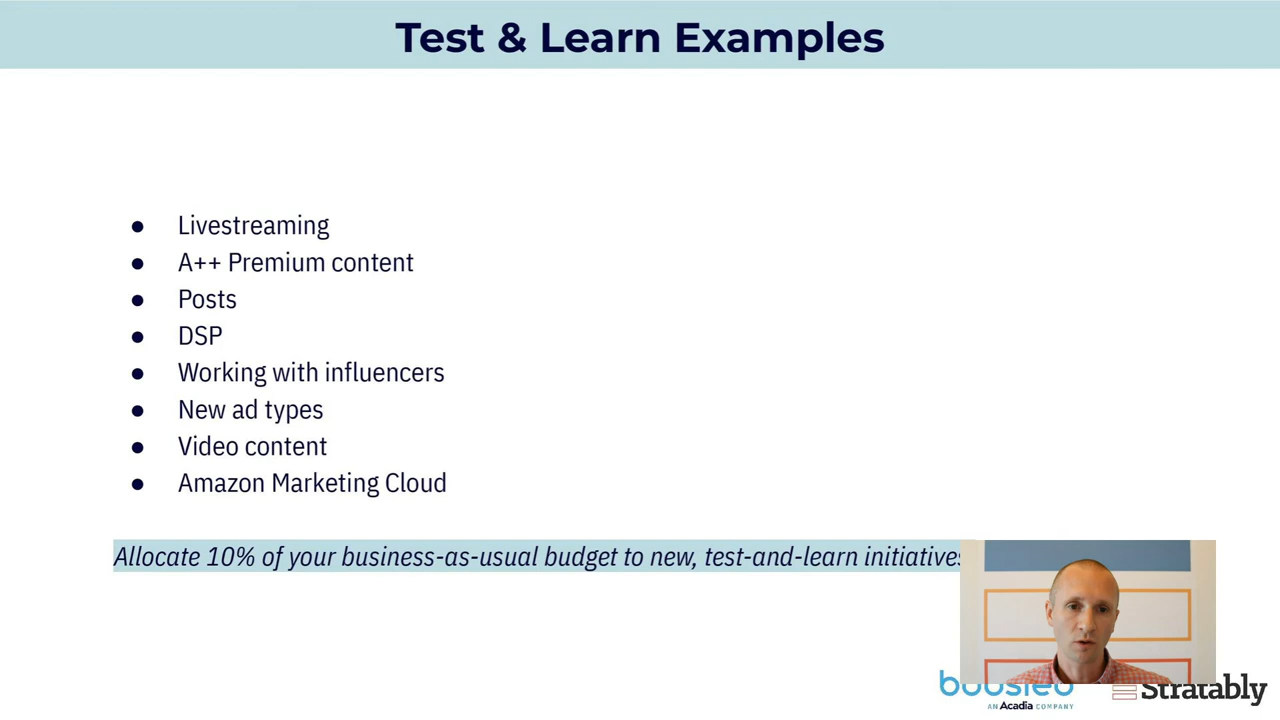 Test & Learn Examples
● Livestreaming
● A++ Premium content
● Posts
● DSP
● Working with influencers
● New ad types
● Video content
● Amazon Marketing Cloud
Allocate 10% of your business-as-usual budget to new, test-and-learn initiatives
AN Acadia COMPANY
Stratably